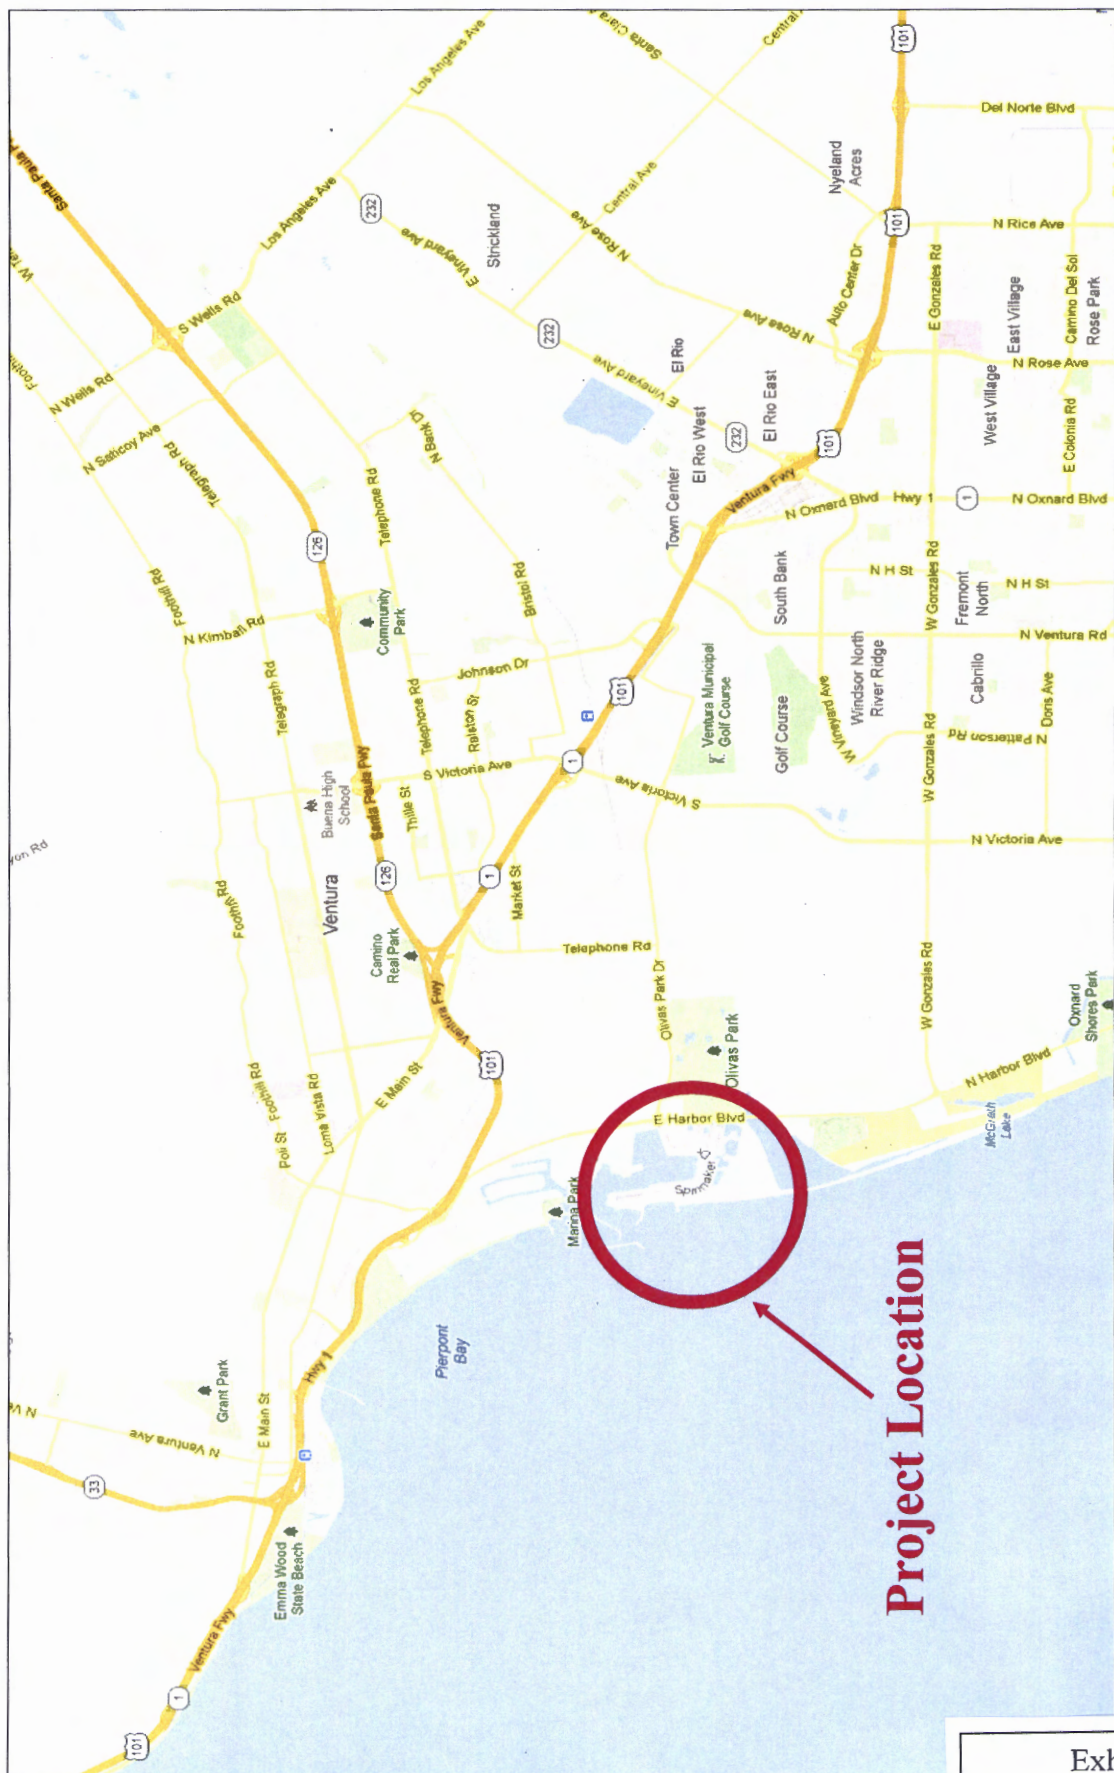 Project Location
Emma Wood
State Beach
Grant Park
Ventura
Buena High
School
Camino
Real Park
Community
Park
Pierpont
Bay
Marina Park
Olivas Park
Ventura Municipal
Golf Course
Golf Course
McGrath
Lake
Oxnard
Shores Park
Town Center
El Rio West
El Rio East
El Rio
Strickland
Nyeland
Acres
South Bank
Windsor North
River Ridge
Fremont
North
Cabrillo
West Village
East Village
Rose Park
Ventura Fwy
101
1
33
N Ventura Ave
N Ve
E Main St
Hwy 1
Poli St
Foothill Rd
Loma Vista Rd
E Main St
Foothill Rd
yon Rd
Ventura Fwy
Ventura Fwy
101
126
Santa Paula Fwy
Thille St
Telephone Rd
Ralston St
S Victoria Ave
Johnson Dr
Market St
1
1
101
Telephone Rd
Olivas Park Dr
E Harbor Blvd
Spinnaker
N Harbor Blvd
S Victoria Ave
N Victoria Ave
W Gonzales Rd
W Gonzales Rd
W Gonzales Rd
N Patterson Rd
Doris Ave
N Ventura Rd
W Vineyard Ave
N H St
N H St
N Oxnard Blvd
Hwy 1
1
N Oxnard Blvd
Ventura Fwy
101
Telegraph Rd
N Kimball Rd
Foothill Rd
126
Telephone Rd
Bristol Rd
N Bank
Telegraph Rd
N Saticoy Ave
N Wells Rd
S Wells Rd
Santa Paula
W Te
Los Angeles Ave
Los Angeles Ave
232
232
232
E Vineyard Ave
E Vineyard Ave
N Rose Ave
N Rose Ave
Central Ave
Central A
Santa Clara A
Auto Center Dr
101
101
E Gonzales Rd
N Rose Ave
N Rice Ave
Del Norte Blvd
Camino Del Sol
E Colonia Rd
Exh